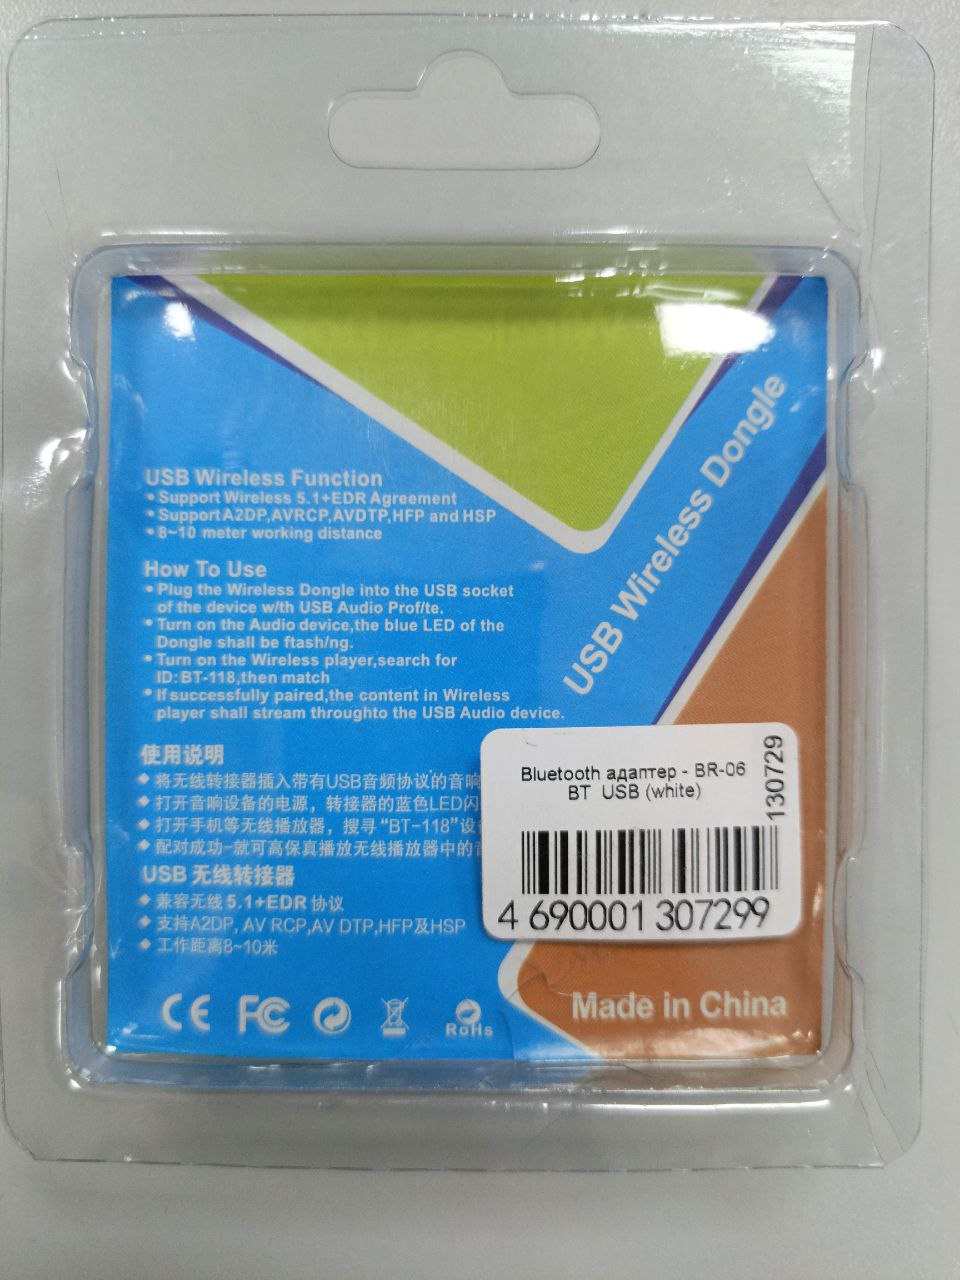 USB Wireless Function
• Support Wireless 5.1+EDR Agreement
• Support A2DP,AVRCP,AVDTP,HFP and HSP
• 8~10 meter working distance
How To Use
• Plug the Wireless Dongle into the USB socket
of the device w/th USB Audio Prof/te.
• Turn on the Audio device,the blue LED of the
Dongle shall be ftash/ng.
• Turn on the Wireless player,search for
ID:BT-118,then match
• If successfully paired,the content in Wireless
player shall stream throughto the USB Audio device.
USB Wireless Dongle
使用说明
◆ 将无线转接器插入带有USB音频协议的音响
◆ 打开音响设备的电源，转接器的蓝色LED闪
◆ 打开手机等无线播放器，搜寻“BT-118”设
◆ 配对成功-就可高保真播放无线播放器中的音
USB 无线转接器
◆ 兼容无线 5.1+EDR 协议
◆ 支持A2DP, AV RCP,AV DTP,HFP及HSP
◆ 工作距离8~10米
Bluetooth адаптер - BR-06
BT USB (white)
130729
4 690001 307299
CE FC RoHs
Made in China